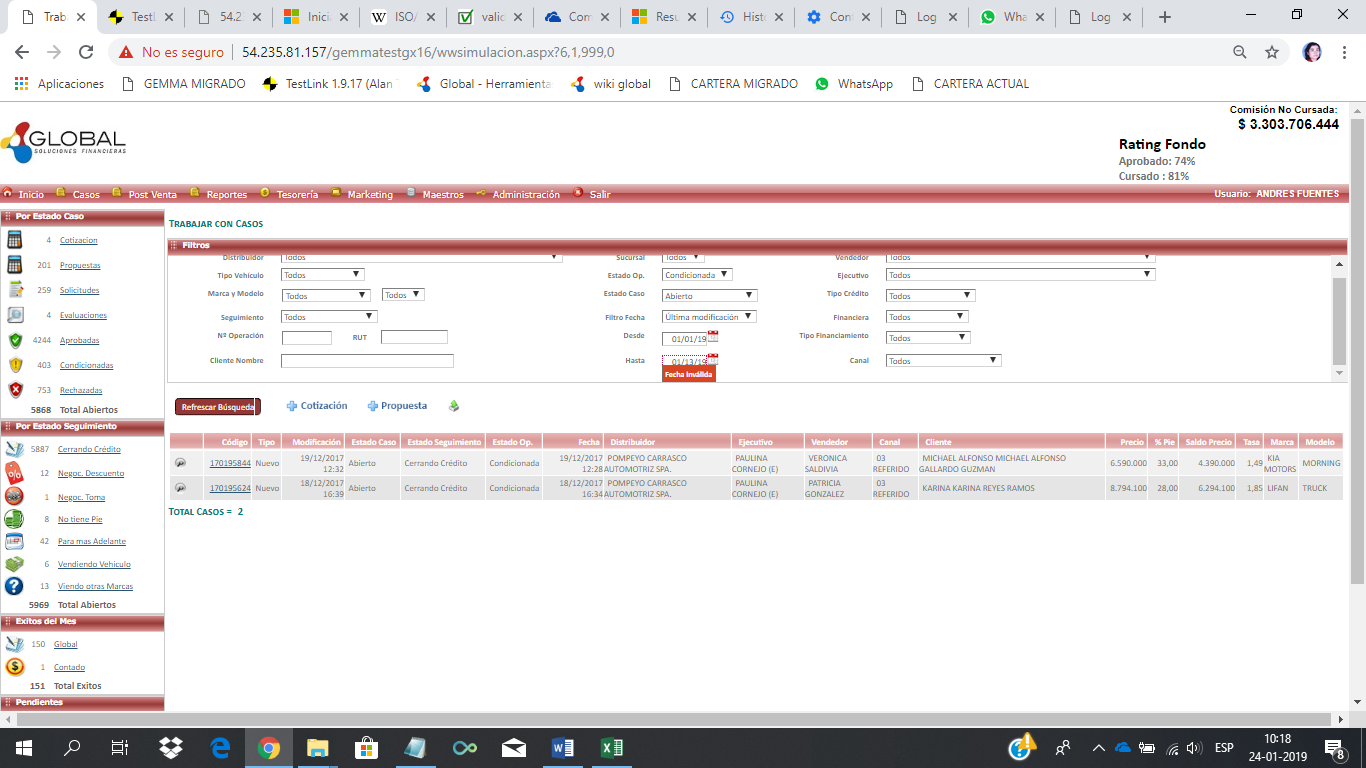 Trab
TestL
54.23
Inicia
ISO/
valid
Com
Resu
Histo
Conf
Log
Wha
Log
No es seguro | 54.235.81.157/gemmatestgx16/wwsimulacion.aspx?6,1,999,0
Aplicaciones GEMMA MIGRADO TestLink 1.9.17 (Alan Global - Herramienta wiki global CARTERA MIGRADO WhatsApp CARTERA ACTUAL
Comisión No Cursada:
$ 3.303.706.444
GLOBAL
SOLUCIONES FINANCIERAS
Rating Fondo
Aprobado: 74%
Cursado : 81%
Inicio Casos Post Venta Reportes Tesorería Marketing Maestros Administración Salir Usuario: ANDRES FUENTES
Por Estado Caso
4 Cotizacion
201 Propuestas
259 Solicitudes
4 Evaluaciones
4244 Aprobadas
403 Condicionadas
753 Rechazadas
5868 Total Abiertos
Por Estado Seguimiento
5887 Cerrando Crédito
12 Negoc. Descuento
1 Negoc. Toma
8 No tiene Pie
42 Para mas Adelante
6 Vendiendo Vehiculo
13 Viendo otras Marcas
5969 Total Abiertos
Exitos del Mes
150 Global
1 Contado
151 Total Exitos
Pendientes
TRABAJAR CON CASOS
Filtros
Distribuidor Todos Sucursal Todos Vendedor Todos
Tipo Vehículo Todos Estado Op. Condicionada Ejecutivo Todos
Marca y Modelo Todos Todos Estado Caso Abierto Tipo Crédito Todos
Seguimiento Todos Filtro Fecha Última modificación Financiera Todos
Nº Operación RUT Desde 01/01/19 Tipo Financiamiento Todos
Cliente Nombre Hasta 01/13/19 Canal Todos
Fecha Inválida
Refrescar Búsqueda Cotización Propuesta
Código Tipo Modificación Estado Caso Estado Seguimiento Estado Op. Fecha Distribuidor Ejecutivo Vendedor Canal Cliente Precio % Pie Saldo Precio Tasa Marca Modelo
170195844 Nuevo 19/12/2017 12:32 Abierto Cerrando Crédito Condicionada 19/12/2017 12:28 POMPEYO CARRASCO AUTOMOTRIZ SPA. PAULINA CORNEJO (E) VERONICA SALDIVIA 03 REFERIDO MICHAEL ALFONSO MICHAEL ALFONSO GALLARDO GUZMAN 6.590.000 33,00 4.390.000 1,49 KIA MOTORS MORNING
170195624 Nuevo 18/12/2017 16:39 Abierto Cerrando Crédito Condicionada 18/12/2017 16:34 POMPEYO CARRASCO AUTOMOTRIZ SPA. PAULINA CORNEJO (E) PATRICIA GONZALEZ 03 REFERIDO KARINA KARINA REYES RAMOS 8.794.100 28,00 6.294.100 1,85 LIFAN TRUCK
TOTAL CASOS = 2
ESP
10:18
24-01-2019
8